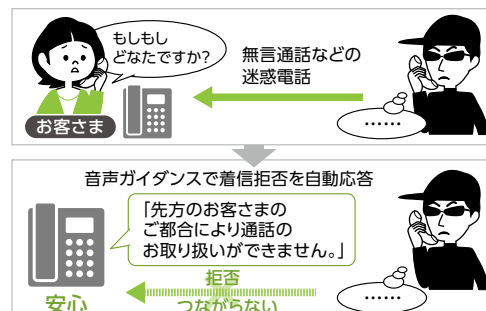 もしもし
どなたですか?
無言通話などの
迷惑電話
お客さま
……
音声ガイダンスで着信拒否を自動応答
「先方のお客さまの
ご都合により通話の
お取り扱いができません。」
拒否
つながらない
安心
……